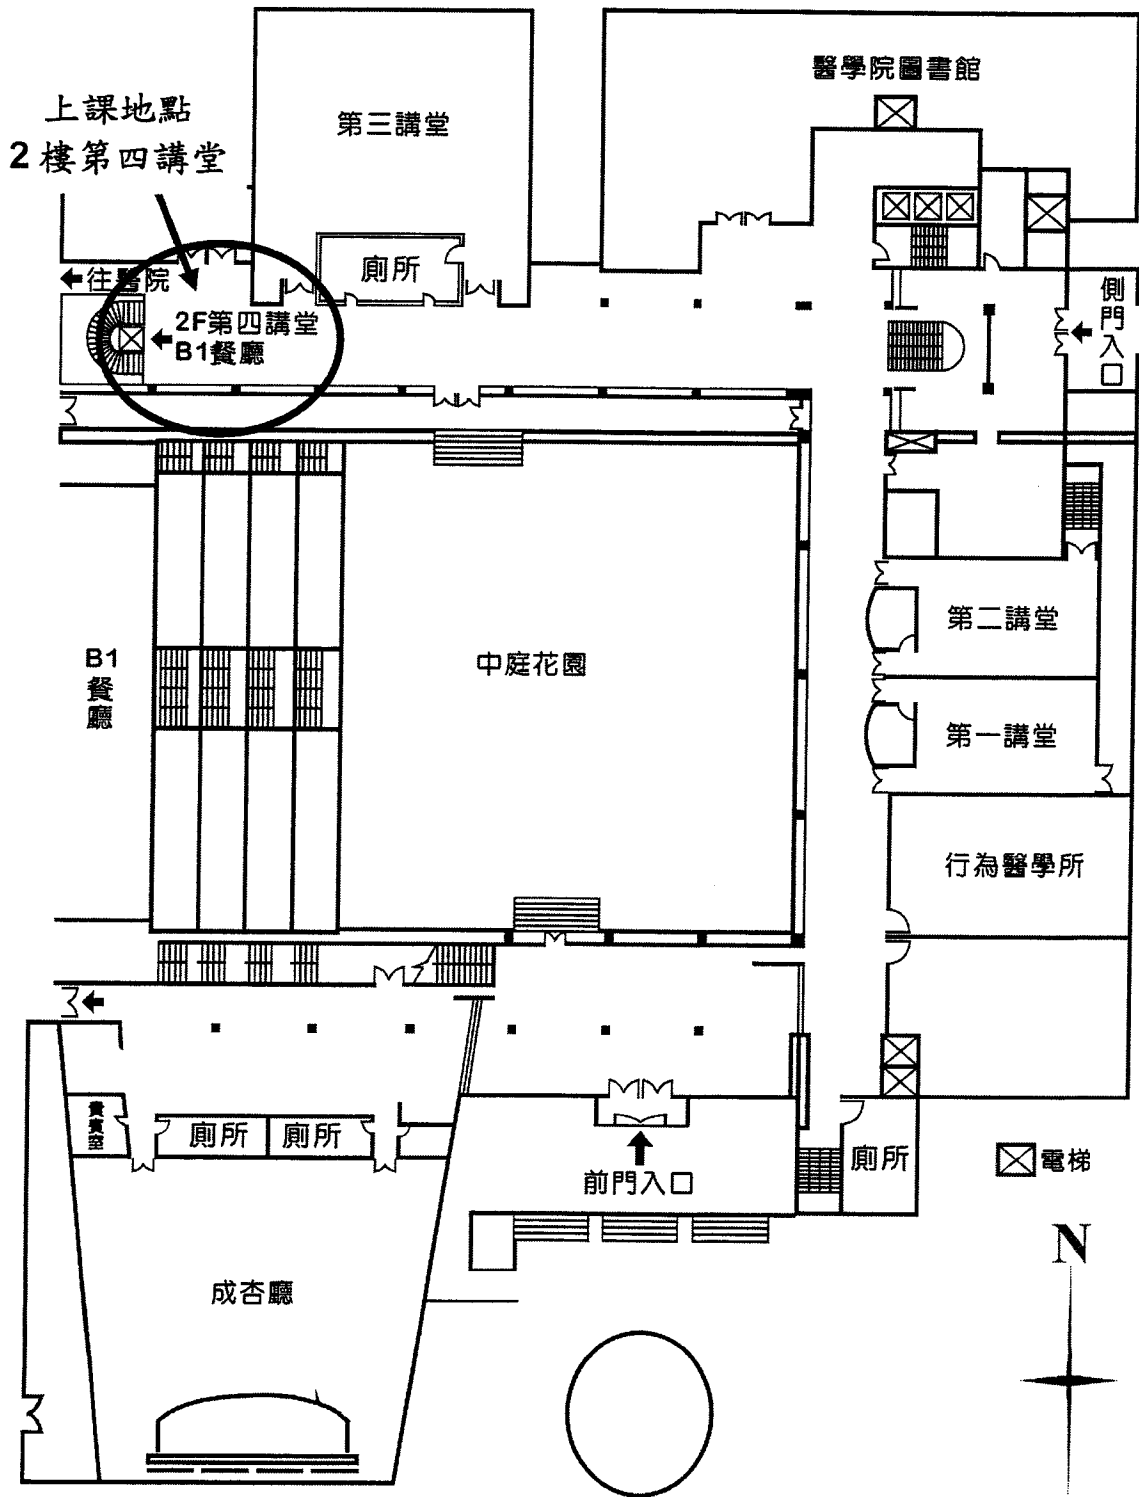 醫學院圖書館
第三講堂
上課地點
2樓第四講堂
廁所
往醫院
2F第四講堂
B1餐廳
側門入口
第二講堂
B1餐廳
中庭花園
第一講堂
行為醫學所
貴賓室
廁所
廁所
前門入口
廁所
電梯
N
成杏廳